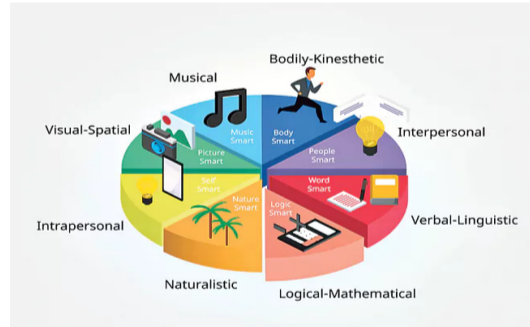 Bodily-Kinesthetic
Musical
Visual-Spatial
Interpersonal
Music
Smart
Body
Smart
Picture
Smart
People
Smart
Self
Smart
Word
Smart
Nature
Smart
Logic
Smart
Intrapersonal
Verbal-Linguistic
Naturalistic
Logical-Mathematical